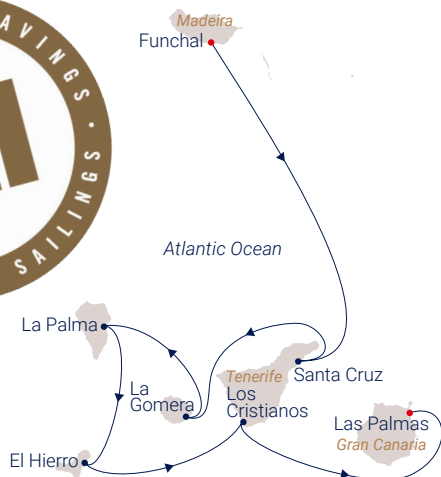 Madeira
Funchal
AVINGS • SAILINGS
Atlantic Ocean
La Palma
La
Gomera
El Hierro
Tenerife
Santa Cruz
Los
Cristianos
Las Palmas
Gran Canaria